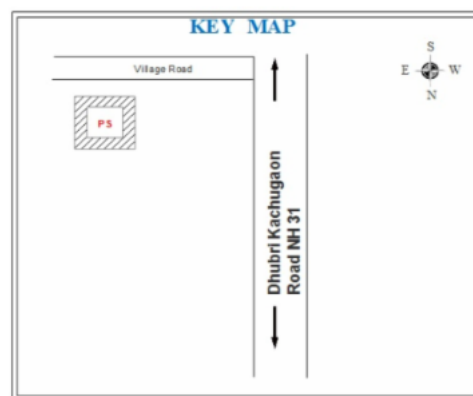 KEY MAP
S
E W
N
Village Road
PS
Dhubri Kachugaon
Road NH 31